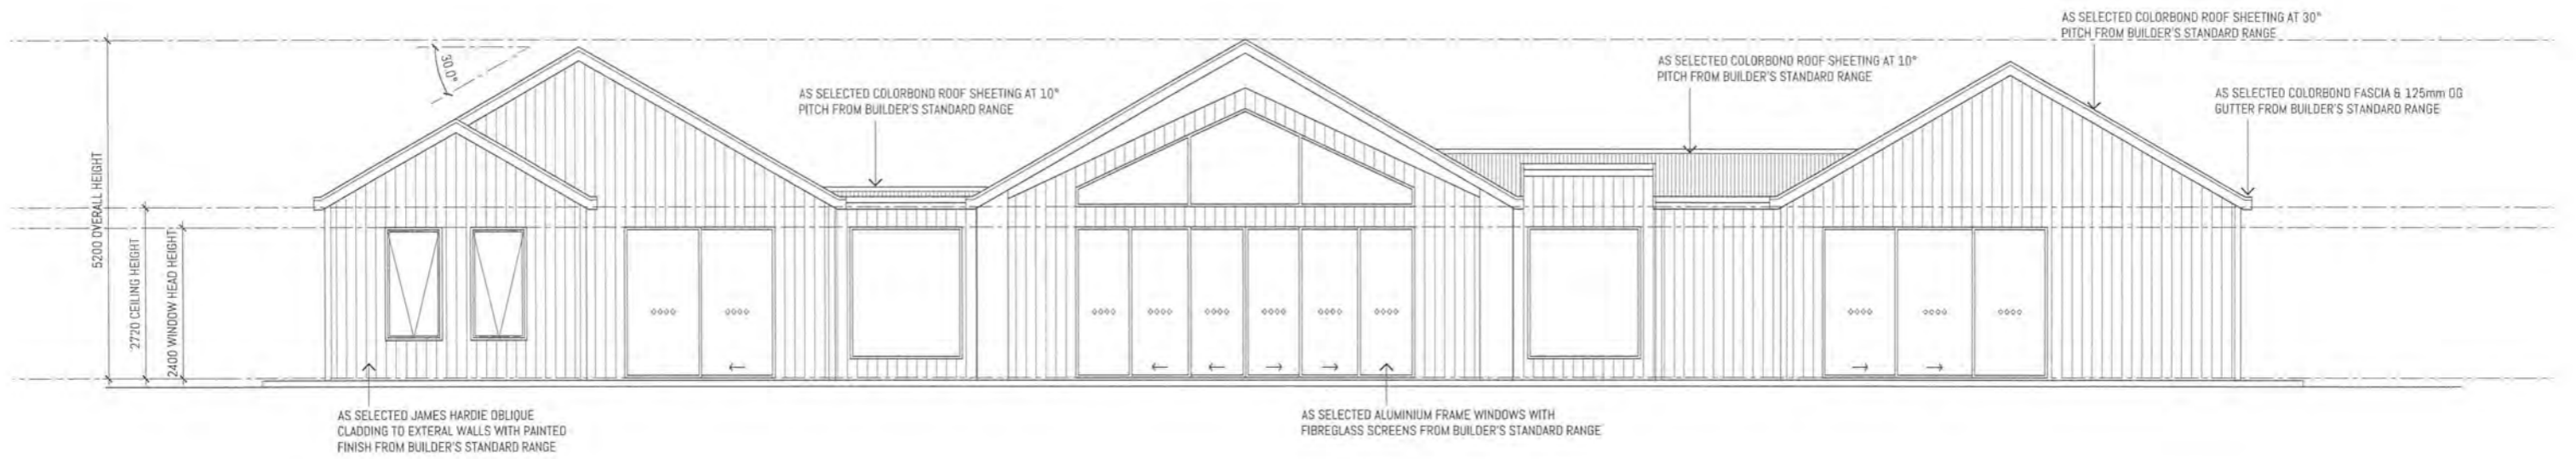 5200 OVERALL HEIGHT
2720 CEILING HEIGHT
2400 WINDOW HEAD HEIGHT
30.0°
AS SELECTED COLORBOND ROOF SHEETING AT 10°
PITCH FROM BUILDER'S STANDARD RANGE
AS SELECTED COLORBOND ROOF SHEETING AT 10°
PITCH FROM BUILDER'S STANDARD RANGE
AS SELECTED COLORBOND ROOF SHEETING AT 30°
PITCH FROM BUILDER'S STANDARD RANGE
AS SELECTED COLORBOND FASCIA & 125mm OG
GUTTER FROM BUILDER'S STANDARD RANGE
AS SELECTED JAMES HARDIE OBLIQUE
CLADDING TO EXTERAL WALLS WITH PAINTED
FINISH FROM BUILDER'S STANDARD RANGE
AS SELECTED ALUMINIUM FRAME WINDOWS WITH
FIBREGLASS SCREENS FROM BUILDER'S STANDARD RANGE